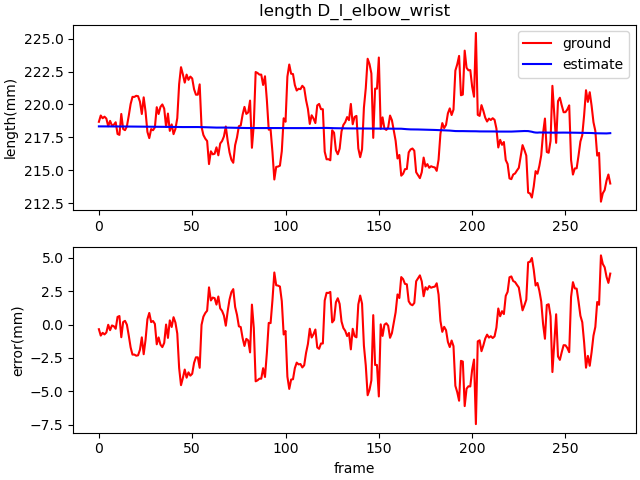 length D_l_elbow_wrist
length(mm)
225.0
222.5
220.0
217.5
215.0
212.5
ground
estimate
0 50 100 150 200 250
error(mm)
5.0
2.5
0.0
−2.5
−5.0
−7.5
0 50 100 150 200 250
frame